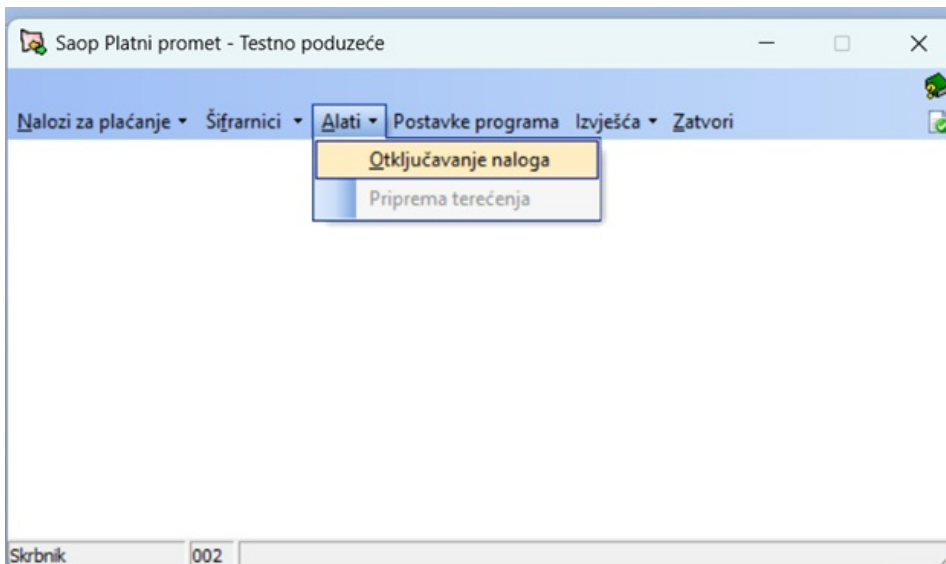 Saop Platni promet - Testno poduzeće
Nalozi za plaćanje Šifrarnici Alati Postavke programa Izvješća Zatvori
Otključavanje naloga
Priprema terećenja
Skrbnik 002